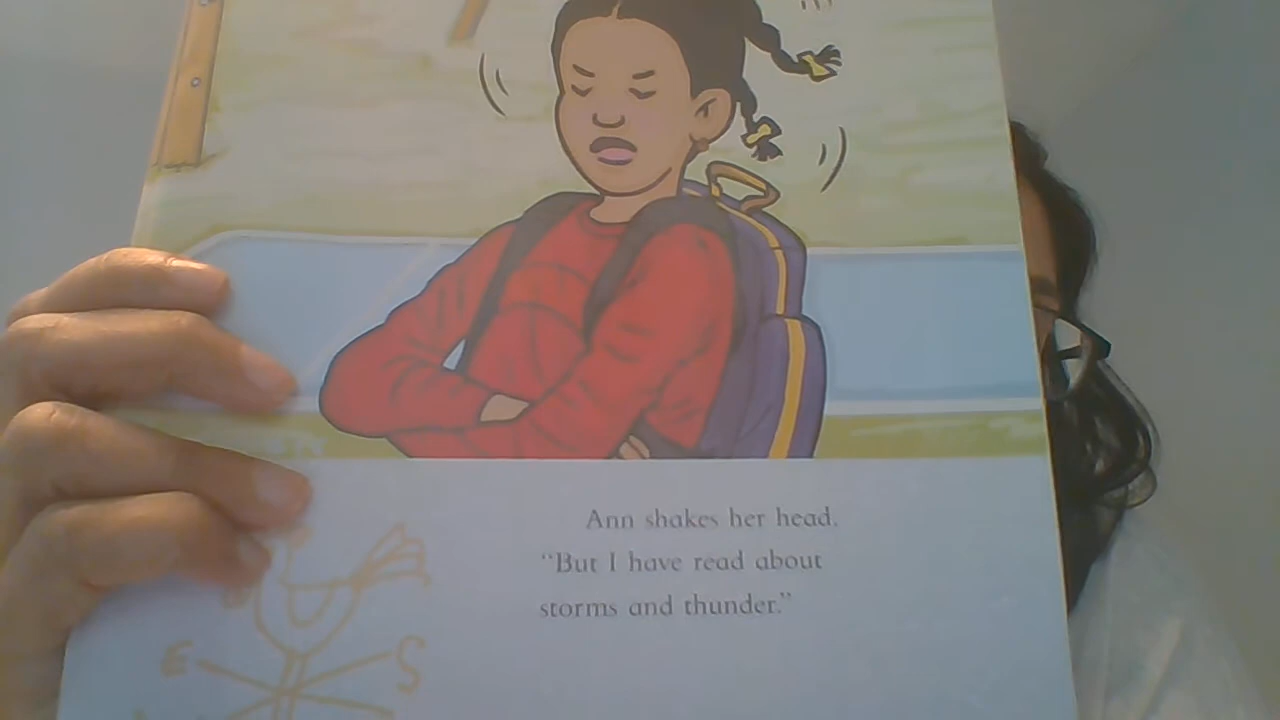 Ann shakes her head.
“But I have read about
storms and thunder.”
E
S